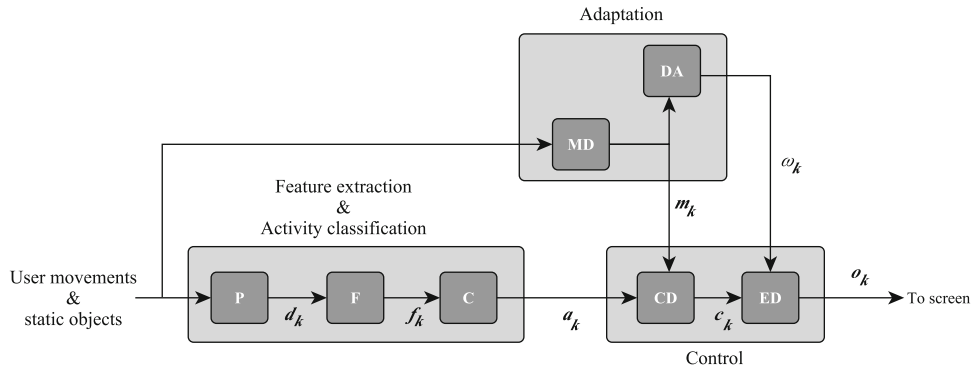 Adaptation
DA
MD
ω_k
Feature extraction
&
Activity classification
m_k
User movements
&
static objects
P
d_k
F
f_k
C
a_k
CD
c_k
ED
o_k
To screen
Control